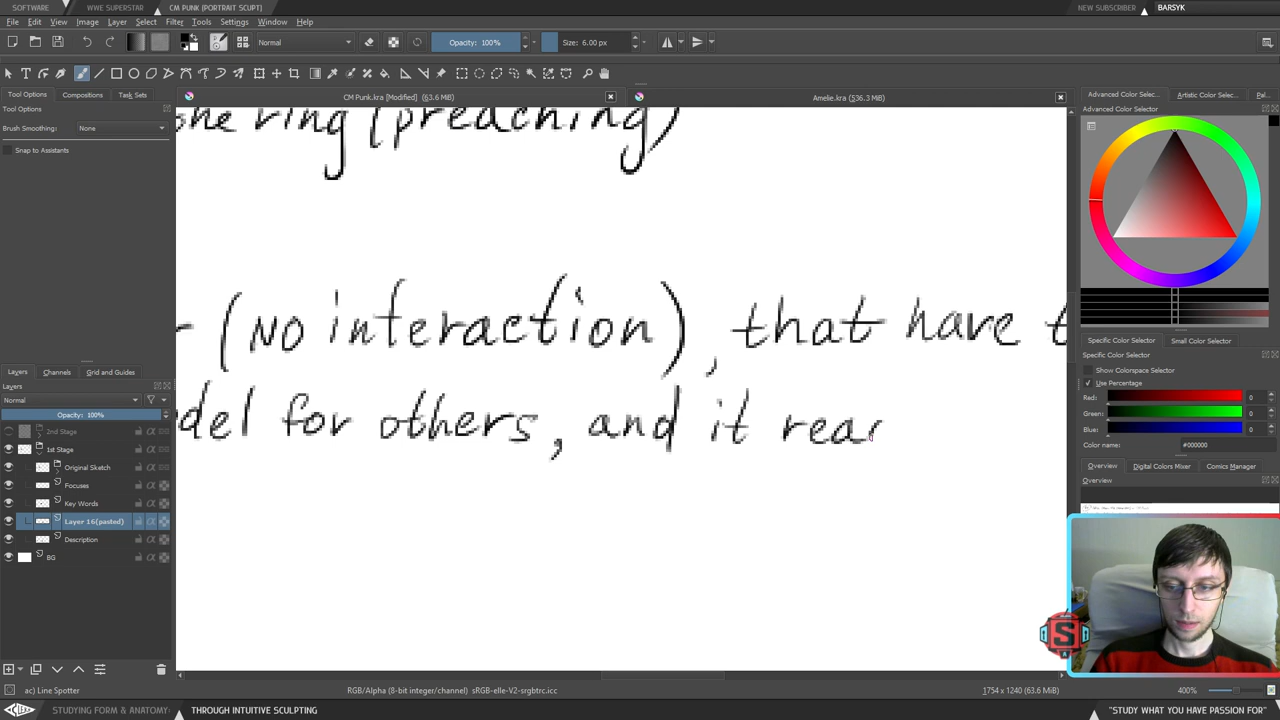 SOFTWARE WWE SUPERSTAR CM PUNK (PORTRAIT SCUPT) NEW SUBSCRIBER BARSYK
File Edit View Image Layer Select Filter Tools Settings Window Help
Normal Opacity: 100% Size: 6.00 px
Tool Options Compositions Task Sets CM Punk.kra [Modified] (63.6 MiB) Amelie.kra (536.3 MiB) Advanced Color Selec... Artistic Color Selec... Pal...
Tool Options Advanced Color Selector
Brush Smoothing: None
Snap to Assistants
ring (preaching)
(NO interaction), that have
for others, and it rear
Specific Color Selector Small Color Selector
Specific Color Selector
Show Colorspace Selector
Use Percentage
Red: 0
Green: 0
Blue: 0
Color name: #000000
Layers Channels Grid and Guides
Layers
Normal
Opacity: 100%
2nd Stage
1st Stage
Original Sketch
Focuses
Key Words
Layer 16(pasted)
Description
BG
Overview Digital Colors Mixer Comics Manager
Overview
S
ac) Line Spotter RGB/Alpha (8-bit integer/channel) sRGB-elle-V2-srgbtrc.icc 1754 x 1240 (63.6 MiB) 400%
STUDYING FORM & ANATOMY THROUGH INTUITIVE SCULPTING "STUDY WHAT YOU HAVE PASSION FOR"